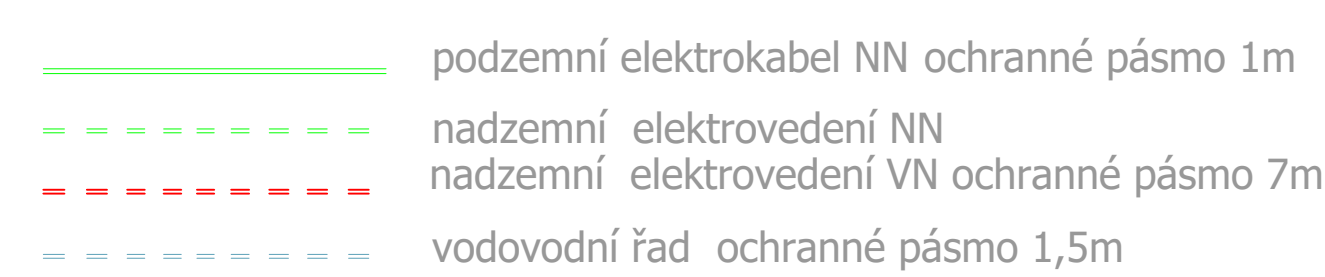 podzemní elektrokabel NN ochranné pásmo 1m
nadzemní elektrovedení NN
nadzemní elektrovedení VN ochranné pásmo 7m
vodovodní řad ochranné pásmo 1,5m